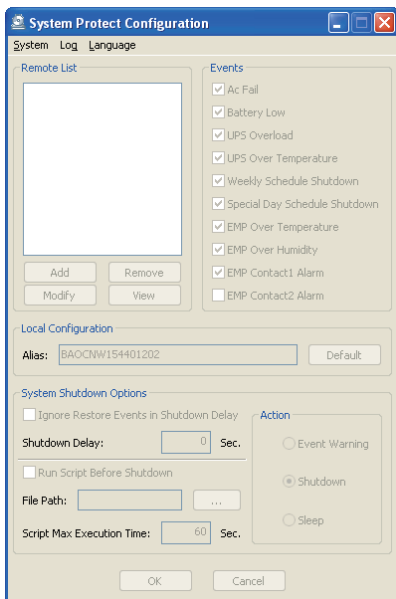 System Protect Configuration
System Log Language
Remote List
Add Remove
Modify View
Events
Ac Fail
Battery Low
UPS Overload
UPS Over Temperature
Weekly Schedule Shutdown
Special Day Schedule Shutdown
EMP Over Temperature
EMP Over Humidity
EMP Contact1 Alarm
EMP Contact2 Alarm
Local Configuration
Alias: BAOCNW154401202 Default
System Shutdown Options
Ignore Restore Events in Shutdown Delay
Shutdown Delay: 0 Sec.
Run Script Before Shutdown
File Path: ...
Script Max Execution Time: 60 Sec.
Action
Event Warning
Shutdown
Sleep
OK Cancel